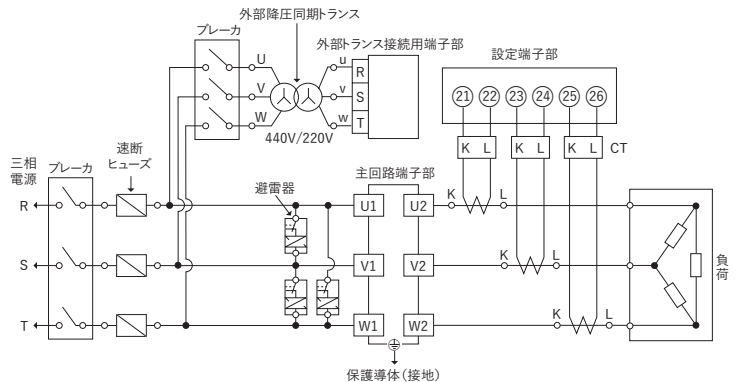 外部降圧同期トランス
ブレーカ
外部トランス接続用端子部
設定端子部
U
u
R
V
v
S
W
w
T
440V/220V
21 22 23 24 25 26
K L K L K L CT
三相
電源
ブレーカ
速断
ヒューズ
避雷器
主回路端子部
R
U1 U2
K L
S
V1 V2
K L
T
W1 W2
K L
負荷
保護導体(接地)